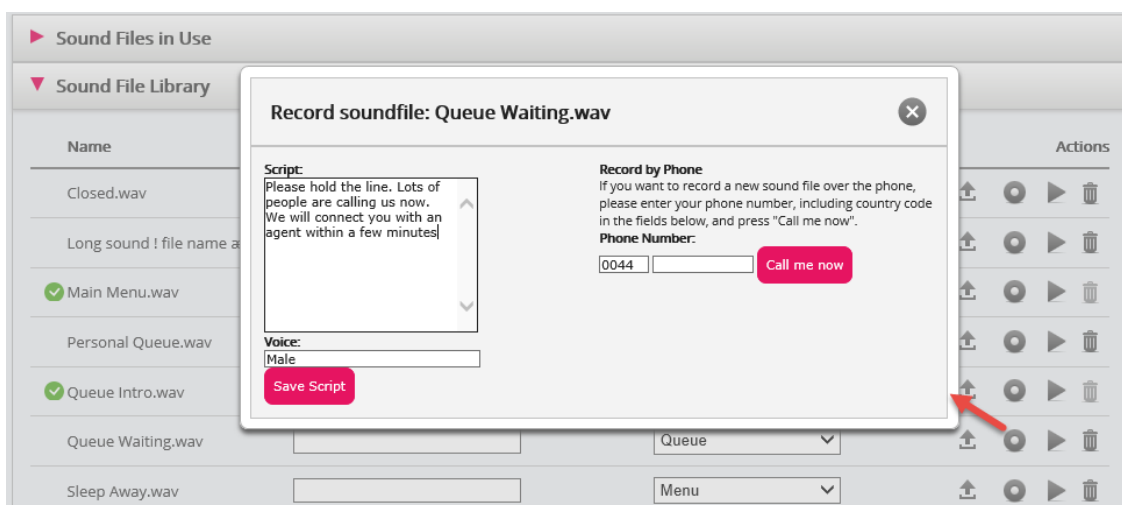 Sound Files in Use
Sound File Library
Record soundfile: Queue Waiting.wav
Name
Actions
Script:
Please hold the line. Lots of
people are calling us now.
We will connect you with an
agent within a few minutes
Voice:
Male
Save Script
Record by Phone
If you want to record a new sound file over the phone,
please enter your phone number, including country code
in the fields below, and press "Call me now".
Phone Number:
0044
Call me now
Closed.wav
Long sound ! file name
Main Menu.wav
Personal Queue.wav
Queue Intro.wav
Queue Waiting.wav
Queue
Sleep Away.wav
Menu